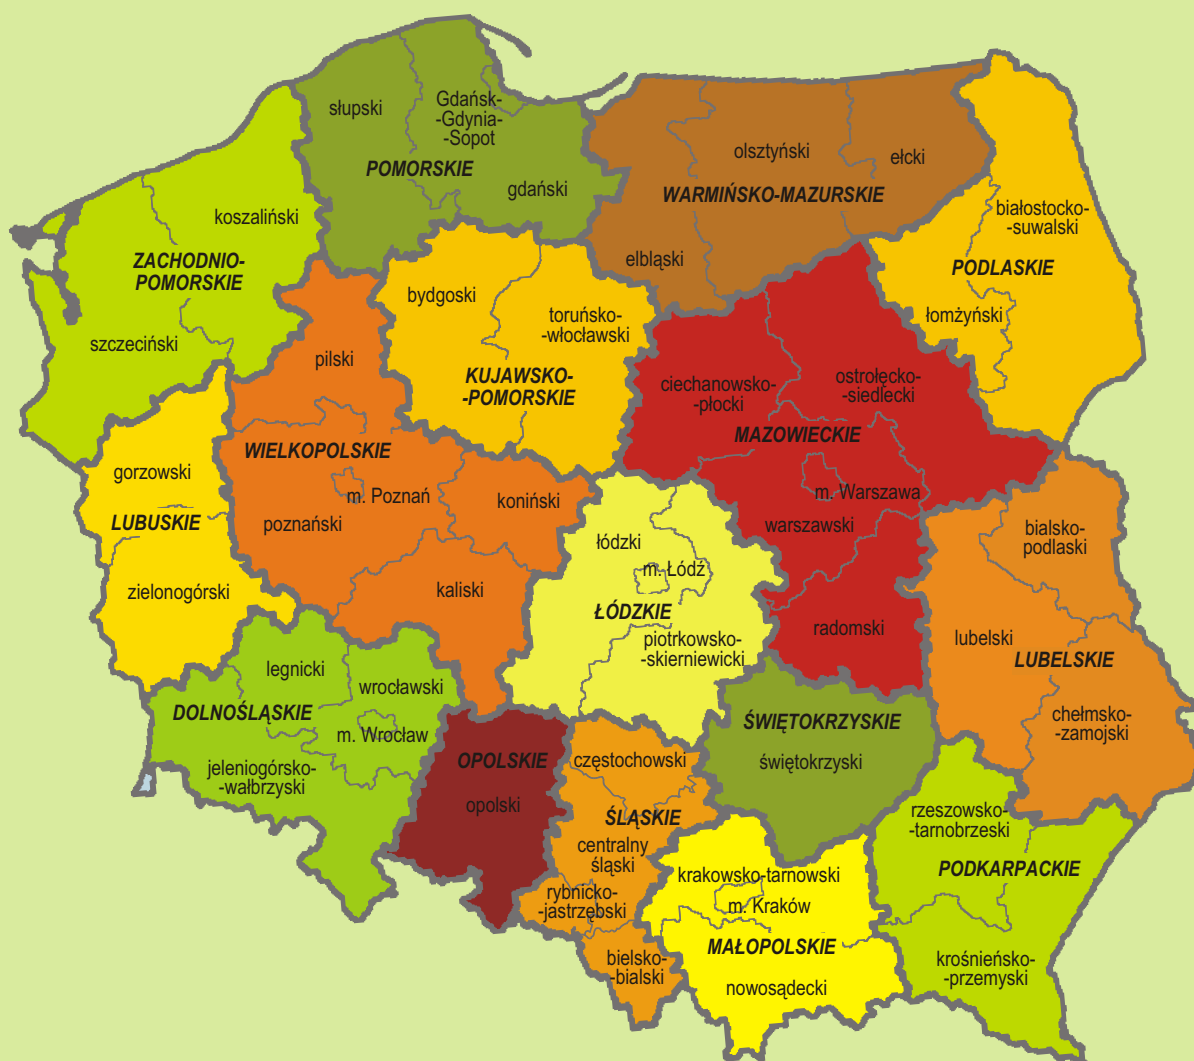 słupski
Gdańsk-
-Gdynia-
-Sopot
POMORSKIE
gdański
koszaliński
ZACHODNIO-
POMORSKIE
szczeciński
olsztyński
ełcki
WARMIŃSKO-MAZURSKIE
elbląski
białostocko-
-suwalski
PODLASKIE
łomżyński
bydgoski
toruńsko-
-włocławski
KUJAWSKO-
-POMORSKIE
pilski
WIELKOPOLSKIE
m. Poznań
poznański
koniński
kaliski
ciechanowsko-
-płocki
ostrołęcko-
-siedlecki
MAZOWIECKIE
m. Warszawa
warszawski
radomski
gorzowski
LUBUSKIE
zielonogórski
łódzki
m. Łódź
ŁÓDZKIE
piotrkowsko-
-skierniewicki
bialsko-
podlaski
lubelski
LUBELSKIE
chełmsko-
-zamojski
legnicki
wrocławski
DOLNOŚLĄSKIE
m. Wrocław
jeleniogórsko-
-wałbrzyski
OPOLSKIE
opolski
częstochowski
ŚLĄSKIE
centralny
śląski
rybnicko-
-jastrzębski
bielsko-
-bialski
ŚWIĘTOKRZYSKIE
świętokrzyski
krakowsko-tarnowski
m. Kraków
MAŁOPOLSKIE
nowosądecki
rzeszowsko-
-tarnobrzeski
PODKARPACKIE
krośnieńsko-
-przemyski